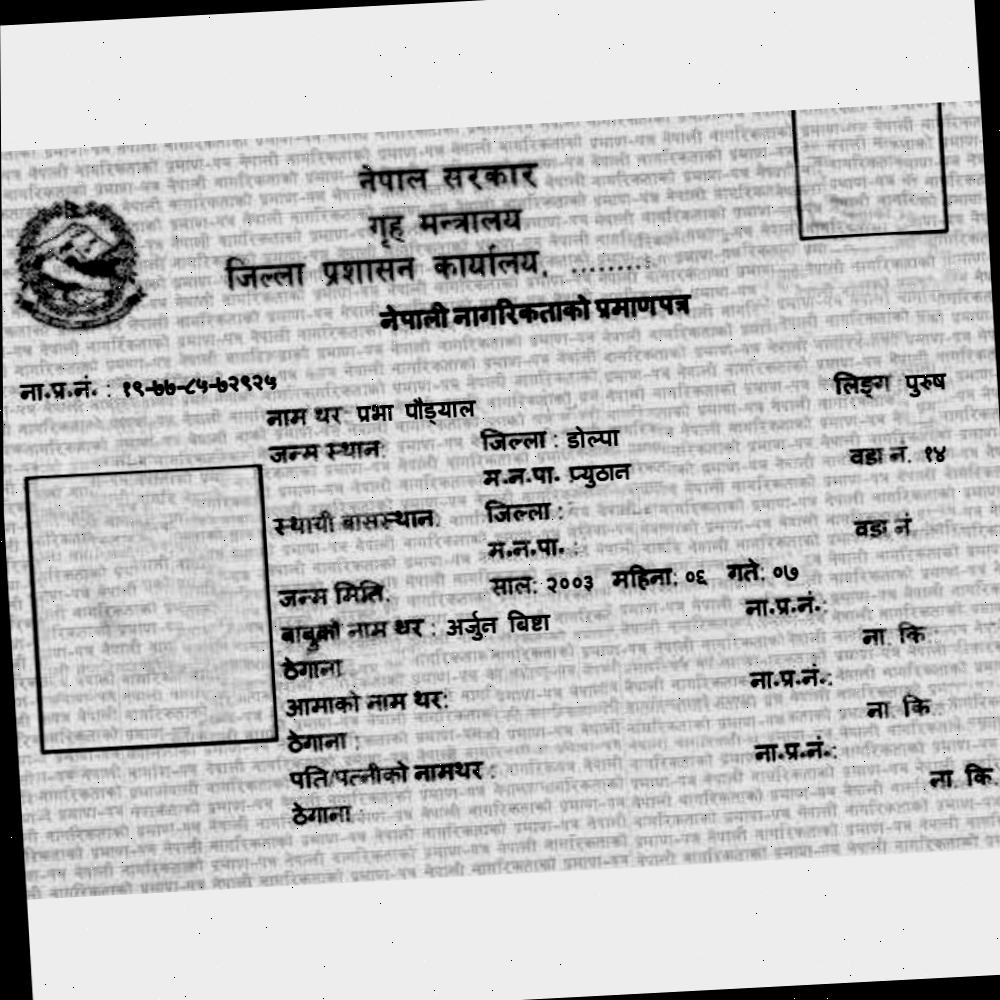 नेपाल सरकार
गृह मन्त्रालय
जिल्ला प्रशासन कार्यालय, .........
नेपाली नागरिकताको प्रमाणपत्र
ना.प्र.नं. : १९-७७-८५-७२९२५ लिङ्ग पुरुष
नाम थर प्रभा पौड्याल
जन्म स्थान: जिल्ला : डोल्पा वडा नं. १४
म.न.पा. प्युठान
स्थायी बासस्थान: जिल्ला : वडा नं
म.न.पा. :
जन्म मिति: साल: २००३ महिना: ०६ गते: ०७
बाबुको नाम थर : अर्जुन विष्टा ना.प्र.नं.:
ठेगाना ना. कि.:
आमाको नाम थर: ना.प्र.नं.:
ठेगाना : ना. कि.
पति/पत्नीको नामथर : ना.प्र.नं.:
ठेगाना : ना. कि